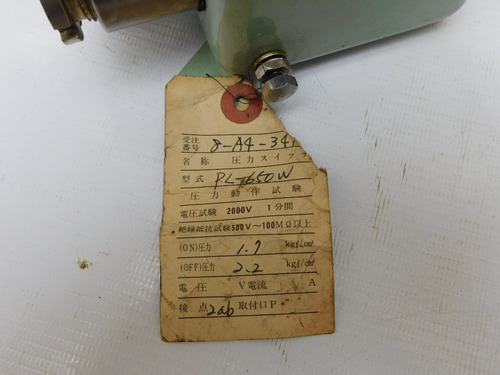 受注番号 8-A4-341
名称 圧力スイッチ
型式 PL-1650W
圧力動作試験
電圧試験 2000V 1分間
絶縁抵抗試験500V〜100MΩ以上
(ON)圧力 1.7 kgf/cm²
(OFF)圧力 2.2 kgf/cm²
電圧 V電流 A
接点 2ab 取付口P